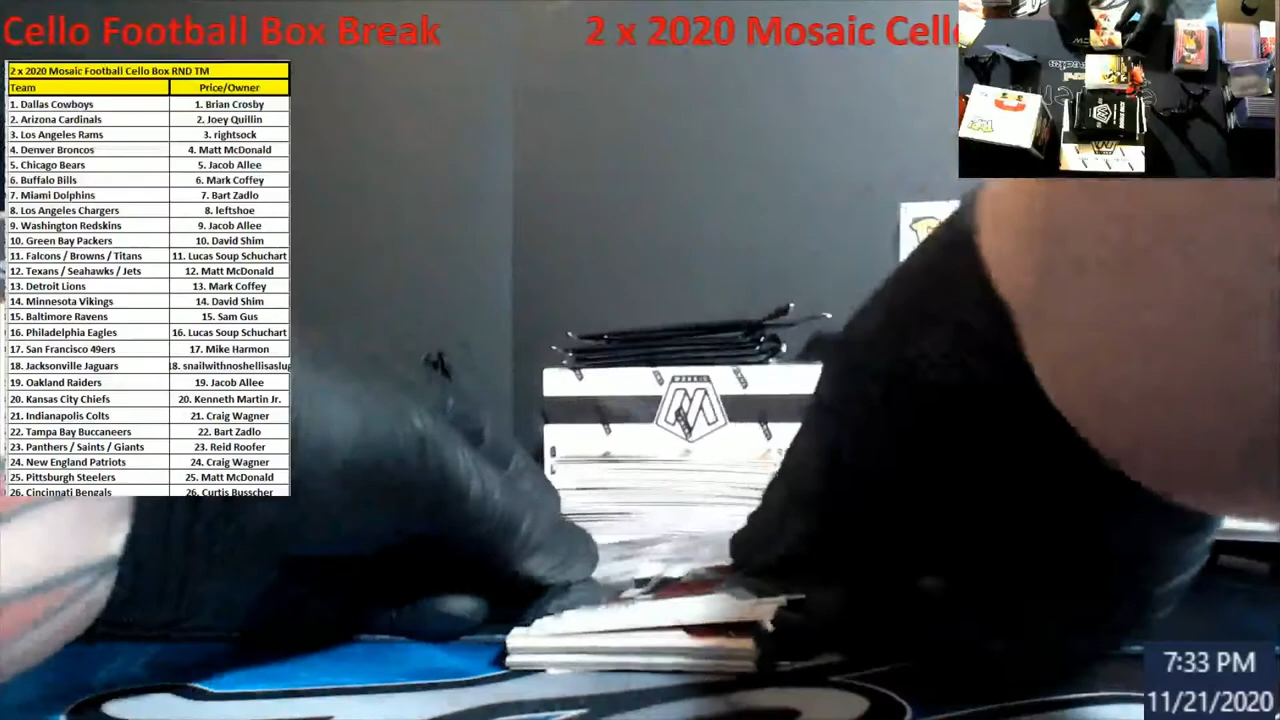 Cello Football Box Break
2 x 2020 Mosaic Cell
2 x 2020 Mosaic Football Cello Box RND TM
Team Price/Owner
1. Dallas Cowboys 1. Brian Crosby
2. Arizona Cardinals 2. Joey Quillin
3. Los Angeles Rams 3. rightsock
4. Denver Broncos 4. Matt McDonald
5. Chicago Bears 5. Jacob Allee
6. Buffalo Bills 6. Mark Coffey
7. Miami Dolphins 7. Bart Zadlo
8. Los Angeles Chargers 8. leftshoe
9. Washington Redskins 9. Jacob Allee
10. Green Bay Packers 10. David Shim
11. Falcons / Browns / Titans 11. Lucas Soup Schuchart
12. Texans / Seahawks / Jets 12. Matt McDonald
13. Detroit Lions 13. Mark Coffey
14. Minnesota Vikings 14. David Shim
15. Baltimore Ravens 15. Sam Gus
16. Philadelphia Eagles 16. Lucas Soup Schuchart
17. San Francisco 49ers 17. Mike Harmon
18. Jacksonville Jaguars 18. snailwithnoshellisaslug
19. Oakland Raiders 19. Jacob Allee
20. Kansas City Chiefs 20. Kenneth Martin Jr.
21. Indianapolis Colts 21. Craig Wagner
22. Tampa Bay Buccaneers 22. Bart Zadlo
23. Panthers / Saints / Giants 23. Reid Roofer
24. New England Patriots 24. Craig Wagner
25. Pittsburgh Steelers 25. Matt McDonald
26. Cincinnati Bengals 26. Curtis Busscher
7:33 PM
11/21/2020